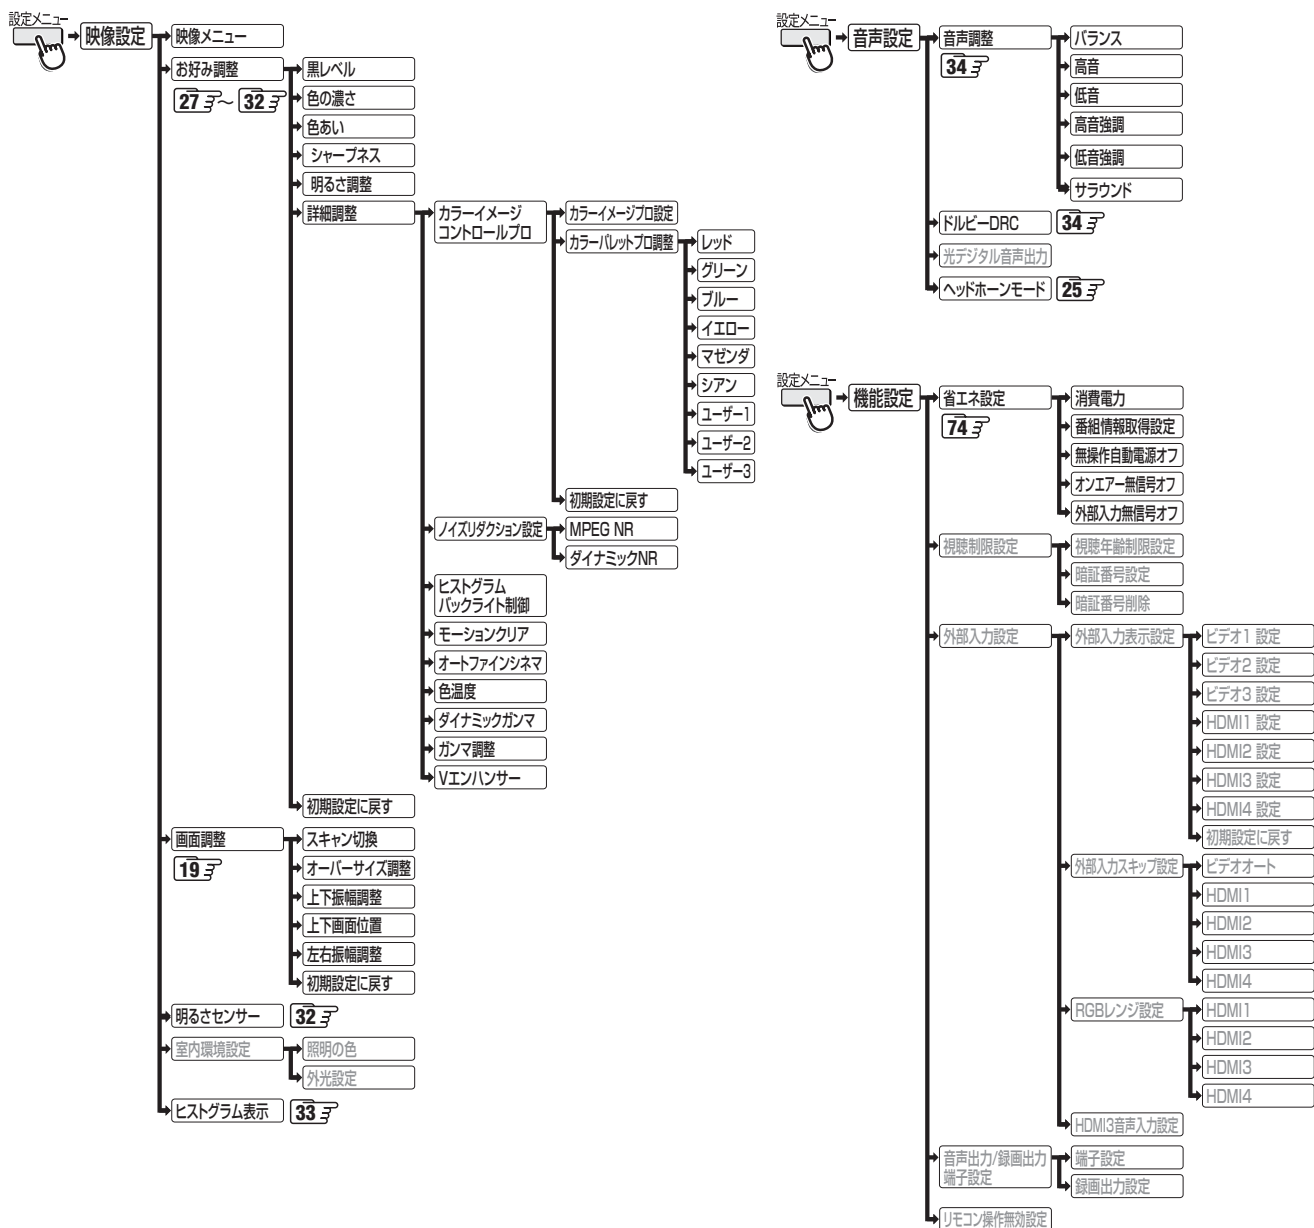 設定メニュー
映像設定
映像メニュー
お好み調整
27 ～ 32
黒レベル
色の濃さ
色あい
シャープネス
明るさ調整
詳細調整
カラーイメージ
コントロールプロ
カラーイメージプロ設定
カラーパレットプロ調整
レッド
グリーン
ブルー
イエロー
マゼンダ
シアン
ユーザー1
ユーザー2
ユーザー3
初期設定に戻す
ノイズリダクション設定
MPEG NR
ダイナミックNR
ヒストグラム
バックライト制御
モーションクリア
オートファインシネマ
色温度
ダイナミックガンマ
ガンマ調整
Vエンハンサー
初期設定に戻す
画面調整
19
スキャン切換
オーバーサイズ調整
上下振幅調整
上下画面位置
左右振幅調整
初期設定に戻す
明るさセンサー 32
室内環境設定
照明の色
外光設定
ヒストグラム表示 33
設定メニュー
音声設定
音声調整
34
バランス
高音
低音
高音強調
低音強調
サラウンド
ドルビーDRC 34
光デジタル音声出力
ヘッドホーンモード 25
設定メニュー
機能設定
省エネ設定
74
消費電力
番組情報取得設定
無操作自動電源オフ
オンエアー無信号オフ
外部入力無信号オフ
視聴制限設定
視聴年齢制限設定
暗証番号設定
暗証番号削除
外部入力設定
外部入力表示設定
ビデオ1 設定
ビデオ2 設定
ビデオ3 設定
HDMI1 設定
HDMI2 設定
HDMI3 設定
HDMI4 設定
初期設定に戻す
外部入力スキップ設定
ビデオオート
HDMI1
HDMI2
HDMI3
HDMI4
RGBレンジ設定
HDMI1
HDMI2
HDMI3
HDMI4
HDMI3音声入力設定
音声出力/録画出力
端子設定
端子設定
録画出力設定
リモコン操作無効設定